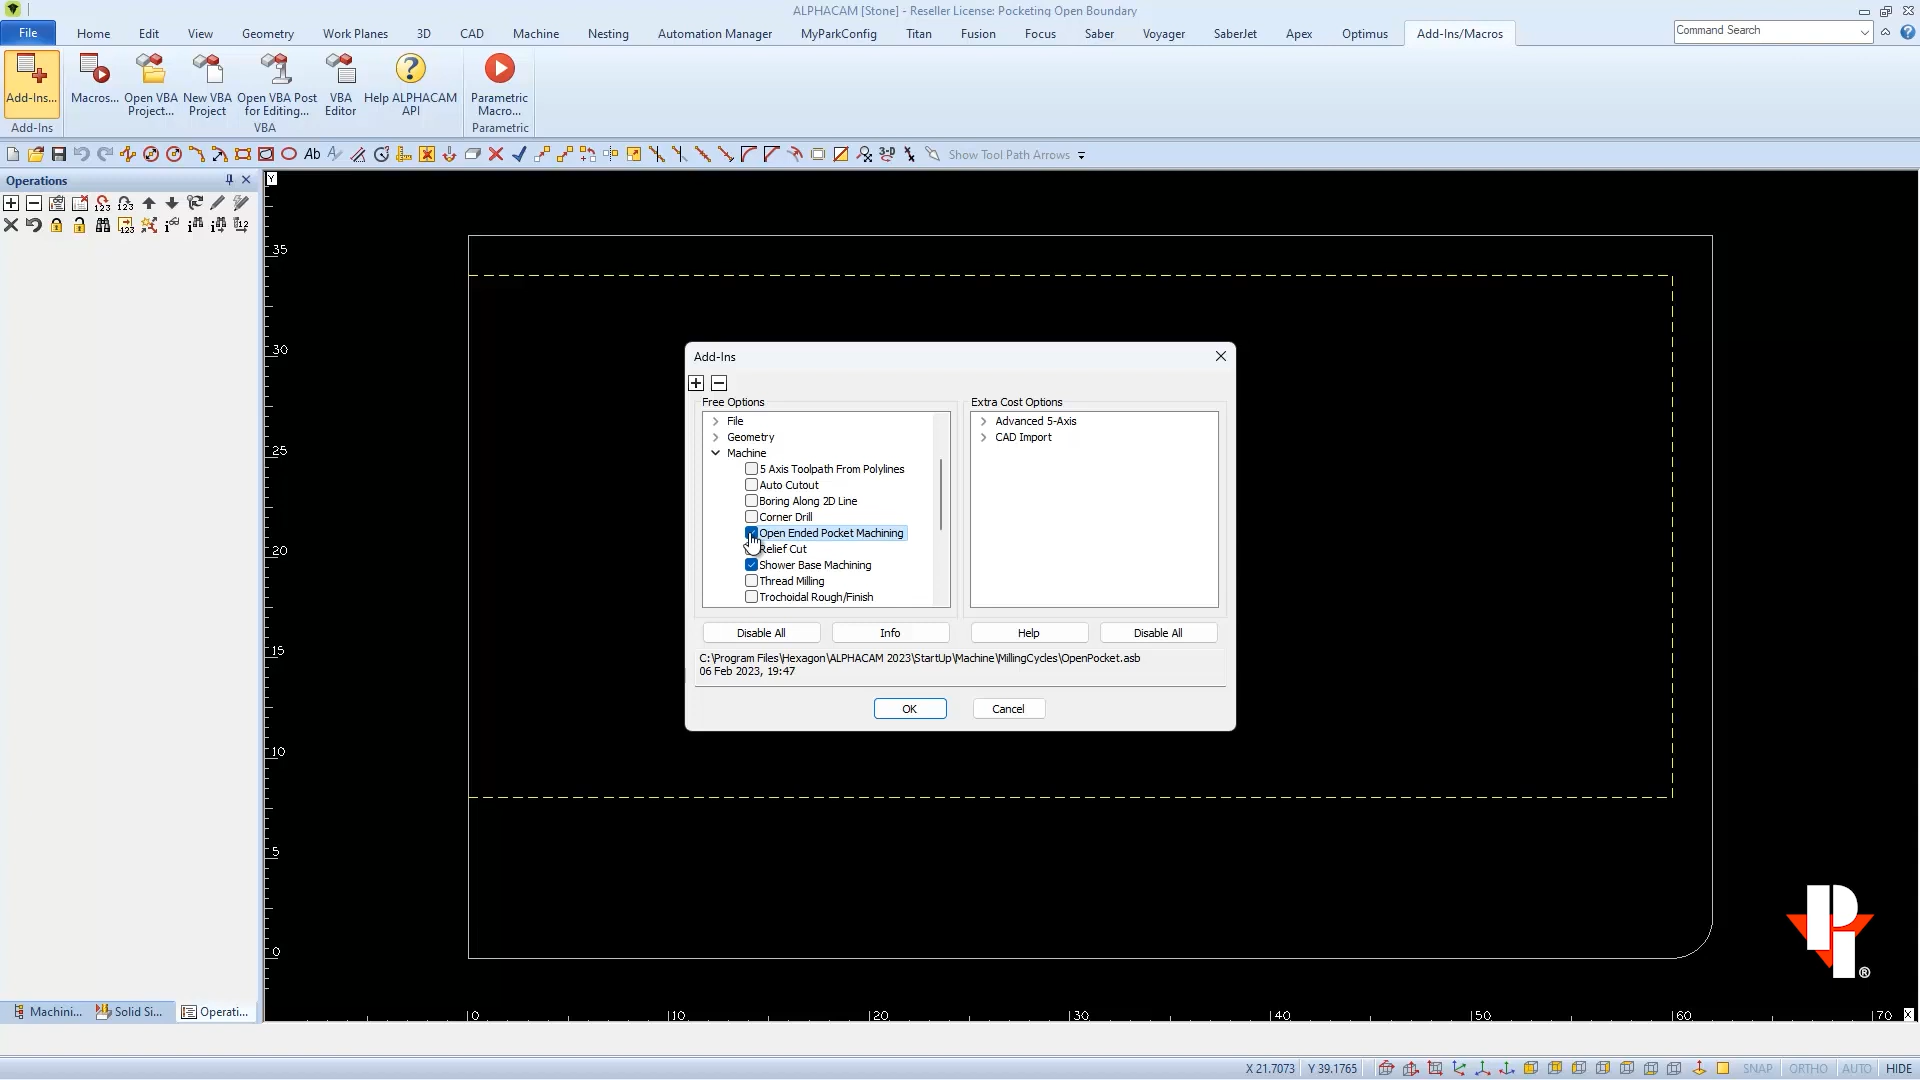 ALPHACAM [Stone] - Reseller License: Pocketing Open Boundary
File Home Edit View Geometry Work Planes 3D CAD Machine Nesting Automation Manager MyParkConfig Titan Fusion Focus Saber Voyager SaberJet Apex Optimus Add-Ins/Macros Command Search
Add-Ins... Macros... Open VBA Project... New VBA Project Open VBA Post for Editing... VBA Editor Help ALPHACAM API Parametric Macro...
Add-Ins VBA Parametric
Ab 3-D Show Tool Path Arrows
Operations
Y
35
30
25
20
15
10
5
0
Add-Ins
Free Options Extra Cost Options
File
Geometry
Machine
5 Axis Toolpath From Polylines
Auto Cutout
Boring Along 2D Line
Corner Drill
Open Ended Pocket Machining
Relief Cut
Shower Base Machining
Thread Milling
Trochoidal Rough/Finish
Advanced 5-Axis
CAD Import
Disable All Info Help Disable All
C:\Program Files\Hexagon\ALPHACAM 2023\StartUp\Machine\MillingCycles\OpenPocket.asb
06 Feb 2023, 19:47
OK Cancel
®
Machini... Solid Si... Operati...
0 10 20 30 40 50 60 70 X
X 21.7073 Y 39.1765 SNAP ORTHO AUTO HIDE